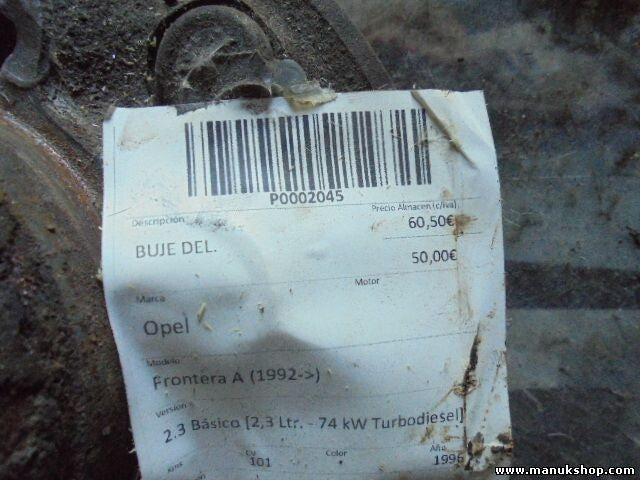 P0002045
Descripción
Precio Almacen (c/iva)
BUJE DEL.
60,50€
50,00€
Marca
Motor
Opel
Modelo
Frontera A (1992->)
Versión
2.3 Básico [2,3 Ltr. - 74 kW Turbodiesel]
CV
Color
Año
101
1996
www.manukshop.com